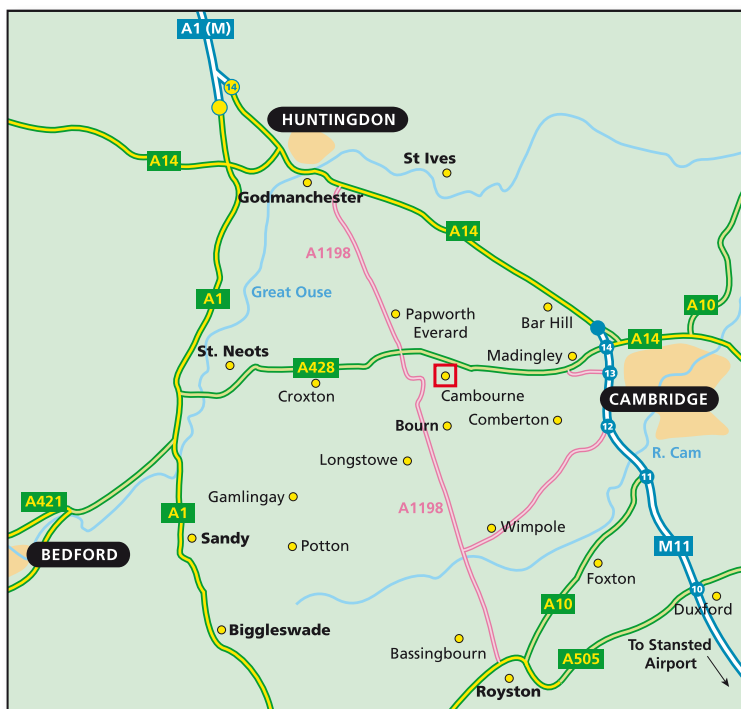 A1 (M)
14
HUNTINGDON
A14
St Ives
Godmanchester
A14
A1198
Great Ouse
A1
A10
Papworth
Everard
Bar Hill
A14
14
St. Neots
Madingley
A428
13
Croxton
Cambourne
CAMBRIDGE
Bourn
Comberton
12
R. Cam
Longstowe
11
Gamlingay
A421
A1198
A1
Wimpole
Sandy
Potton
M11
BEDFORD
Foxton
10
A10
Duxford
Biggleswade
Bassingbourn
A505
To Stansted
Airport
Royston